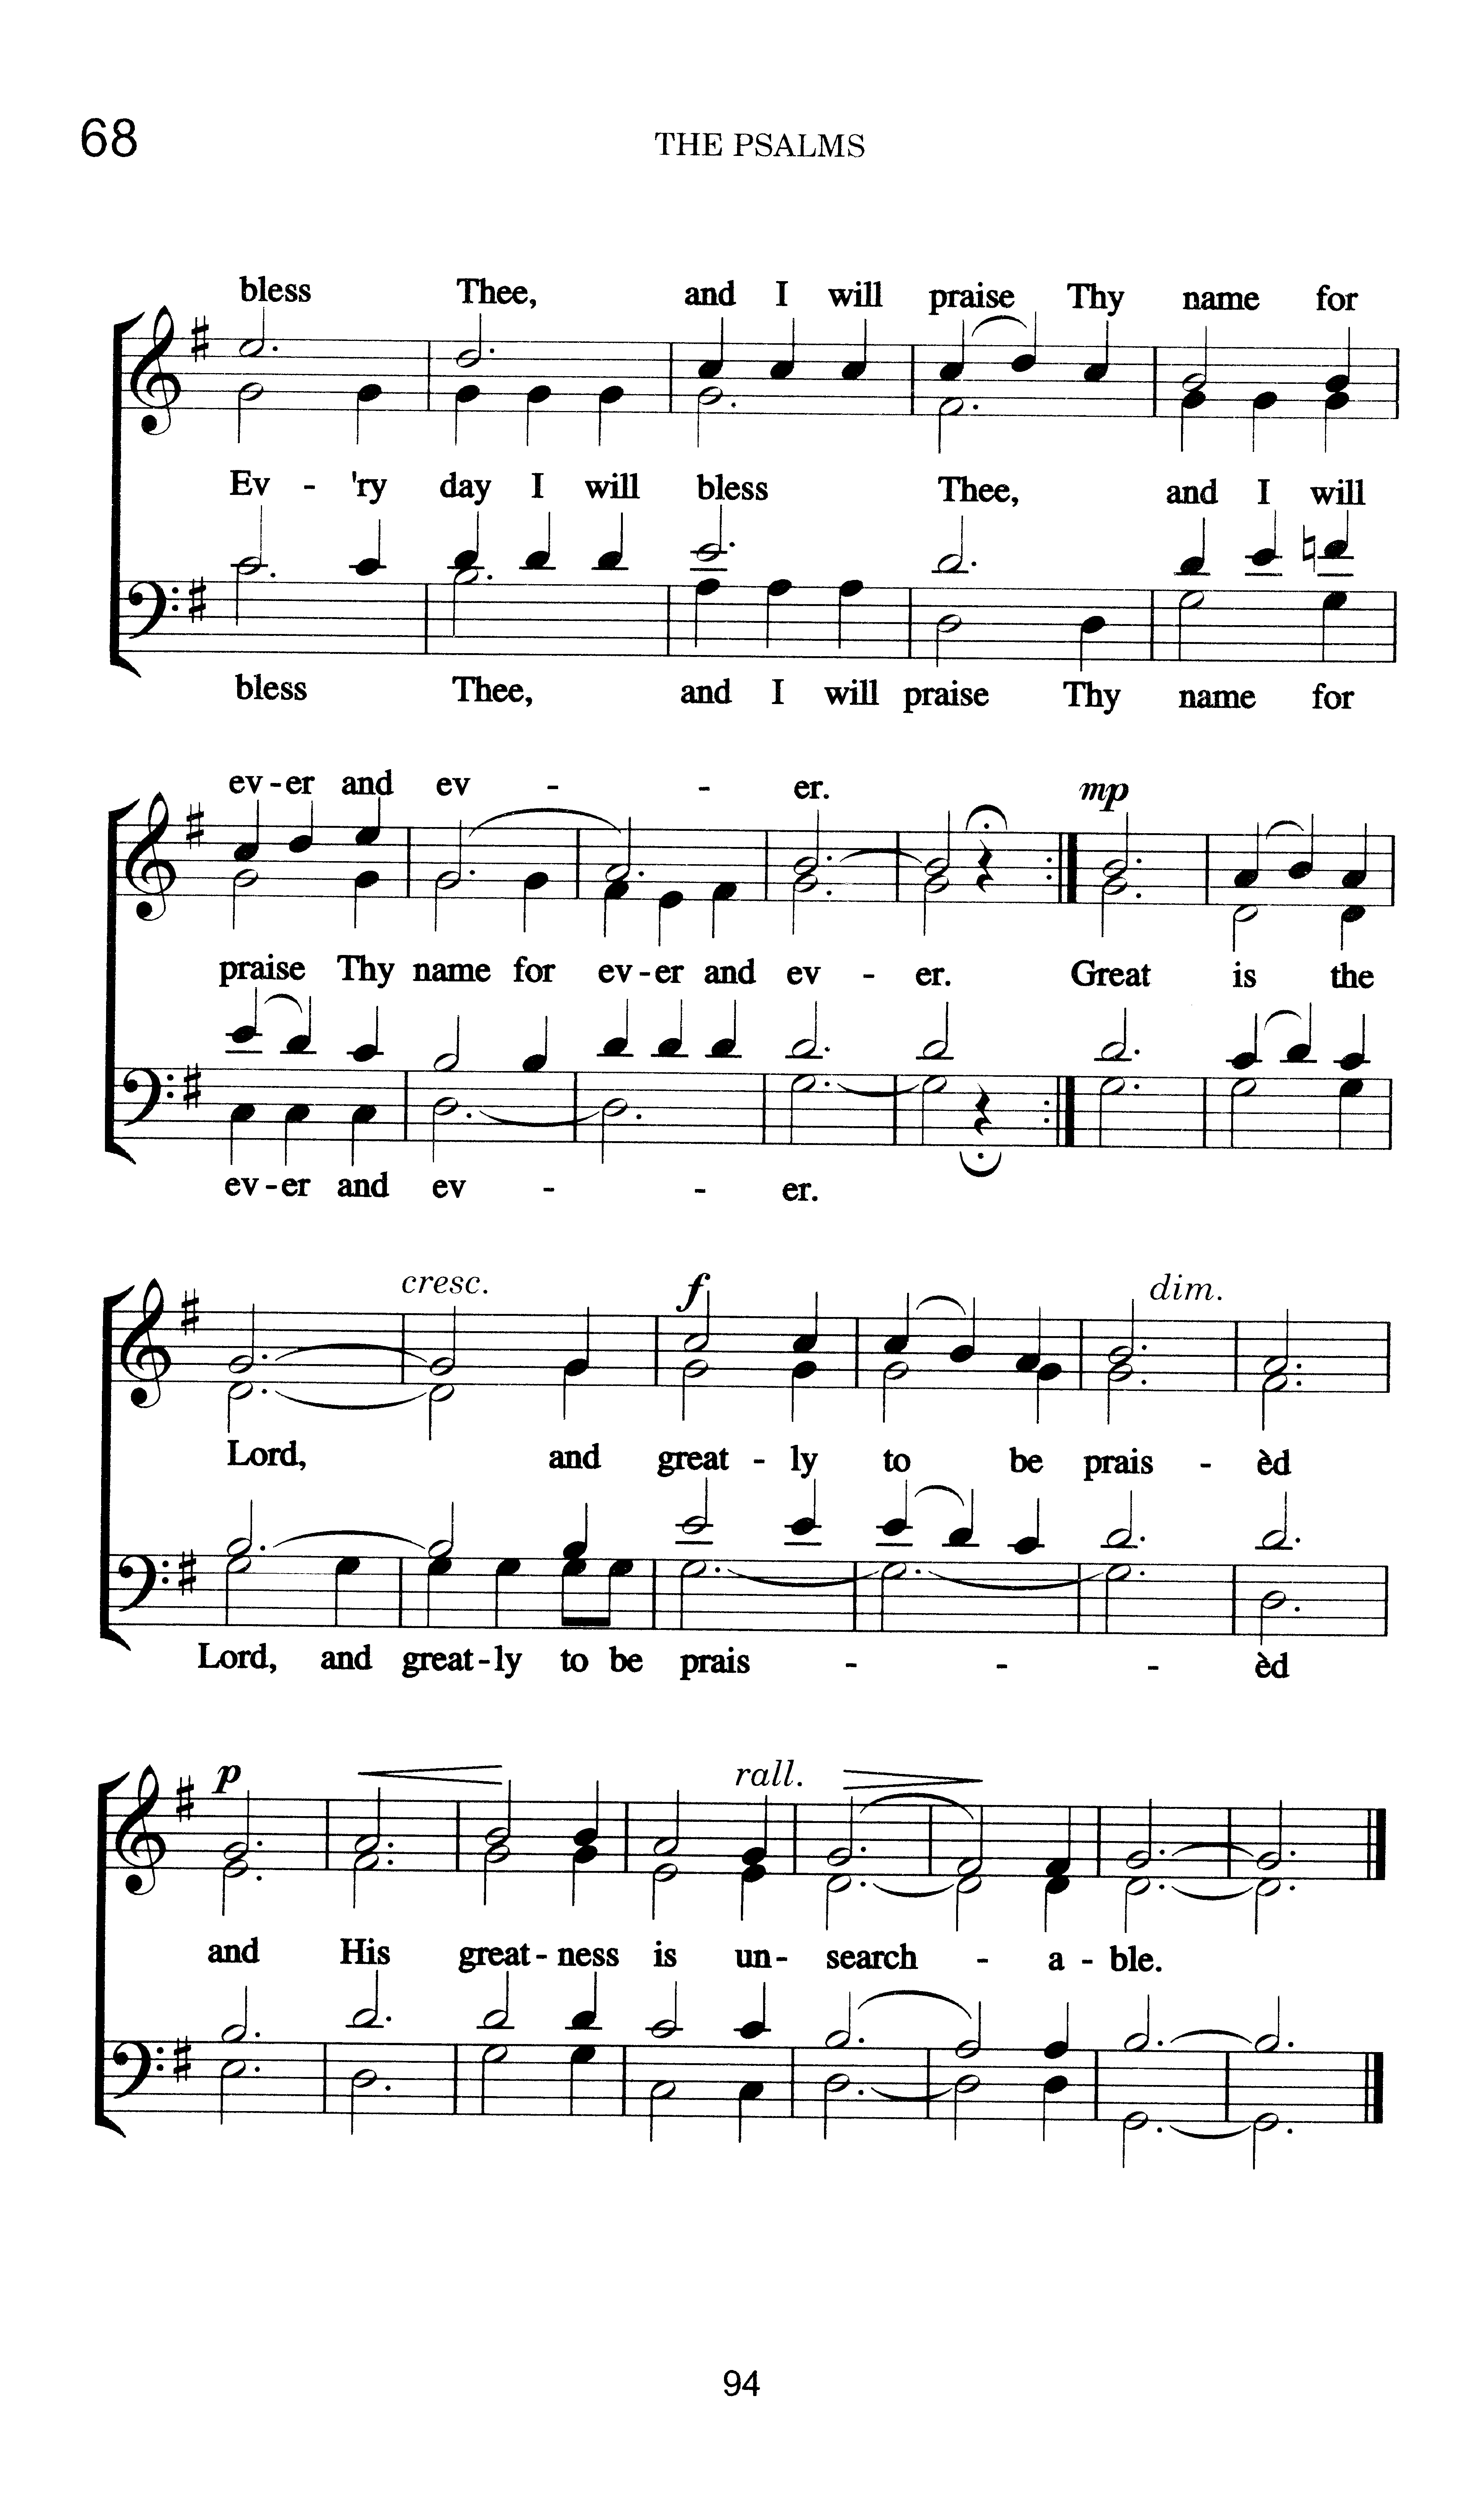 68
THE PSALMS
bless Thee, and I will praise Thy name for
Ev - 'ry day I will bless Thee, and I will
bless Thee, and I will praise Thy name for
ev - er and ev - - er. mp
praise Thy name for ev - er and ev - er. Great is the
ev - er and ev - - er.
cresc. f dim.
Lord, and great - ly to be prais - èd
Lord, and great - ly to be prais - - - èd
p rall.
and His great - ness is un - search - a - ble.
94